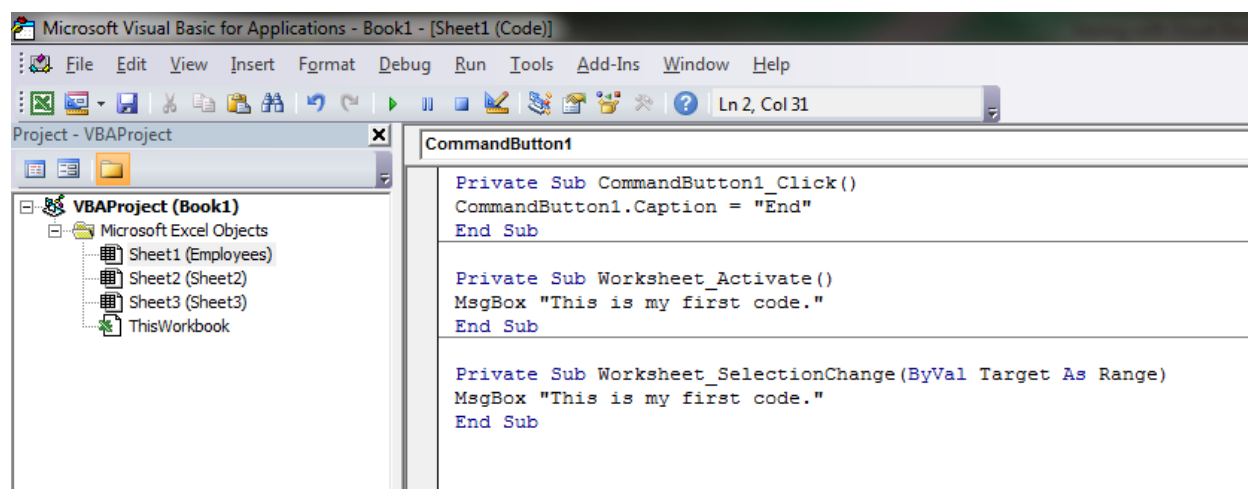 Microsoft Visual Basic for Applications - Book1 - [Sheet1 (Code)]
File Edit View Insert Format Debug Run Tools Add-Ins Window Help
Ln 2, Col 31
Project - VBAProject
VBAProject (Book1)
Microsoft Excel Objects
Sheet1 (Employees)
Sheet2 (Sheet2)
Sheet3 (Sheet3)
ThisWorkbook
CommandButton1
Private Sub CommandButton1_Click()
CommandButton1.Caption = "End"
End Sub
Private Sub Worksheet_Activate()
MsgBox "This is my first code."
End Sub
Private Sub Worksheet_SelectionChange(ByVal Target As Range)
MsgBox "This is my first code."
End Sub